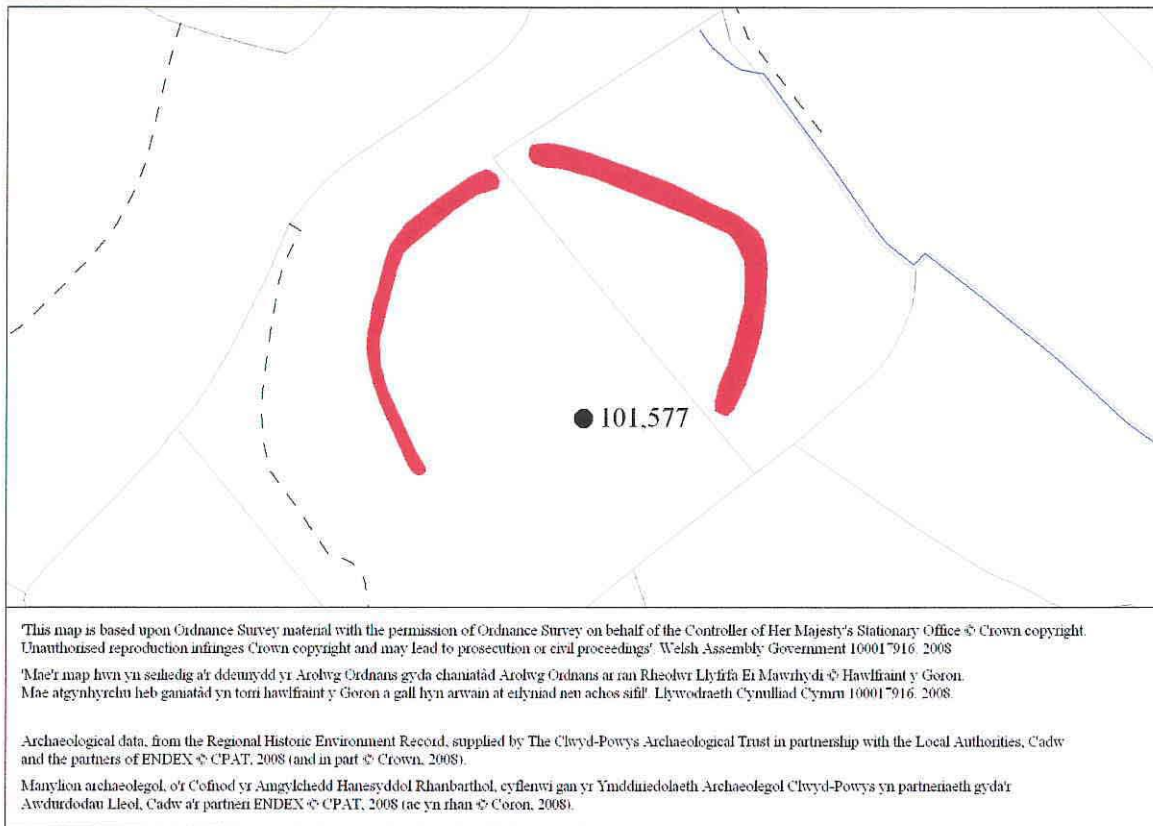 101,577
'This map is based upon Ordnance Survey material with the permission of Ordnance Survey on behalf of the Controller of Her Majesty's Stationary Office © Crown copyright.
Unauthorised reproduction infringes Crown copyright and may lead to prosecution or civil proceedings'. Welsh Assembly Government 100017916. 2008
'Mae'r map hwn yn seiliedig a'r ddeunydd yr Arolwg Ordnans gyda chaniatâd Arolwg Ordnans ar ran Rheolwr Llyfrfa Ei Mawrhydi © Hawlfraint y Goron.
Mae atgynhyrchu heb ganiatâd yn torri hawlfraint y Goron a gall hyn arwain at erlyniad neu achos sifil'. Llywodraeth Cynulliad Cymru 100017916. 2008.
Archaeological data, from the Regional Historic Environment Record, supplied by The Clwyd-Powys Archaeological Trust in partnership with the Local Authorities, Cadw
and the partners of ENDEX © CPAT, 2008 (and in part © Crown, 2008).
Manylion archaeolegol, o'r Cofnod yr Amgylchedd Hanesyddol Rhanbarthol, cyflenwi gan yr Ymddiriedolaeth Archaeolegol Clwyd-Powys yn partneriaeth gyda'r
Awdurdodau Lleol, Cadw a'r partneri ENDEX © CPAT, 2008 (ac yn rhan © Coron, 2008).